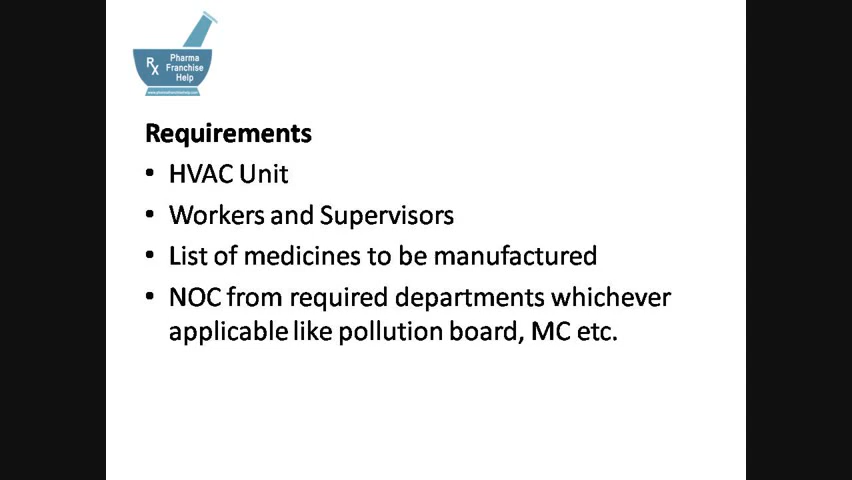 Rx
Pharma
Franchise
Help
Requirements
• HVAC Unit
• Workers and Supervisors
• List of medicines to be manufactured
• NOC from required departments whichever
applicable like pollution board, MC etc.